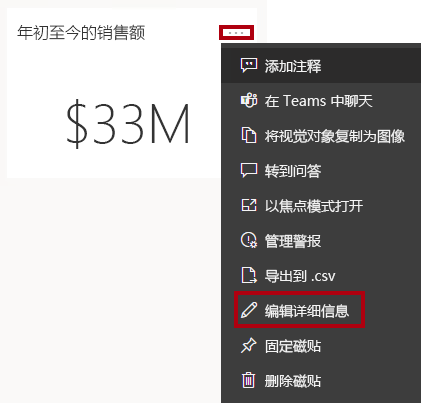 年初至今的销售额
...
$33M
添加注释
在 Teams 中聊天
将视觉对象复制为图像
转到问答
以焦点模式打开
管理警报
导出到 .csv
编辑详细信息
固定磁贴
删除磁贴